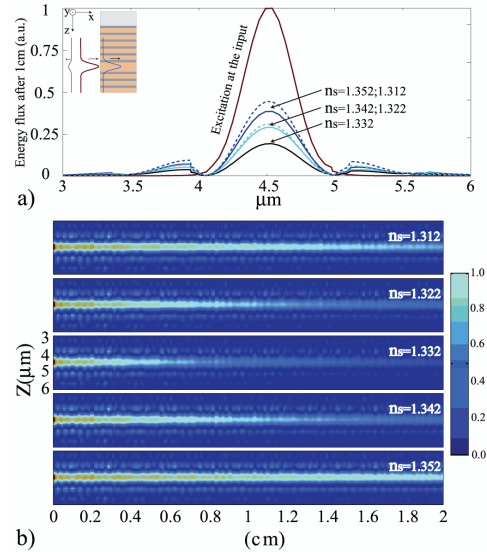 y x
z
Energy flux after 1cm (a.u.)
1
0.75
0.5
0.25
0
Excitation at the input
ns=1.352;1.312
ns=1.342;1.322
ns=1.332
3 4 4.5 5 6
μm
a)
ns=1.312
ns=1.322
ns=1.332
ns=1.342
ns=1.352
Z(μm)
3
4
5
6
1.0
0.8
0.6
0.4
0.2
0.0
0 0.2 0.4 0.6 0.8 1 1.2 1.4 1.6 1.8 2
(cm)
b)